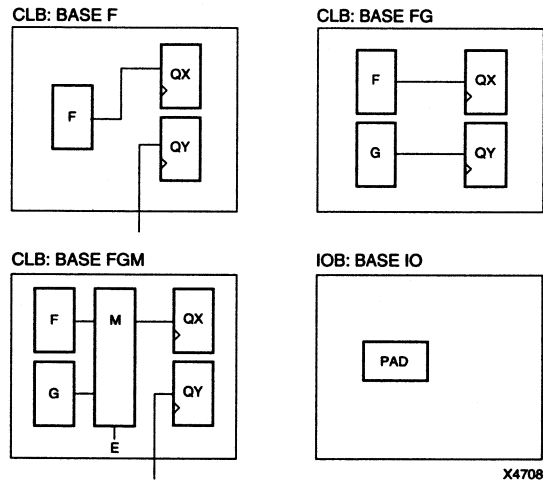 CLB: BASE F
F
QX
QY
CLB: BASE FG
F
QX
G
QY
CLB: BASE FGM
F
M
QX
G
QY
E
IOB: BASE IO
PAD
X4708